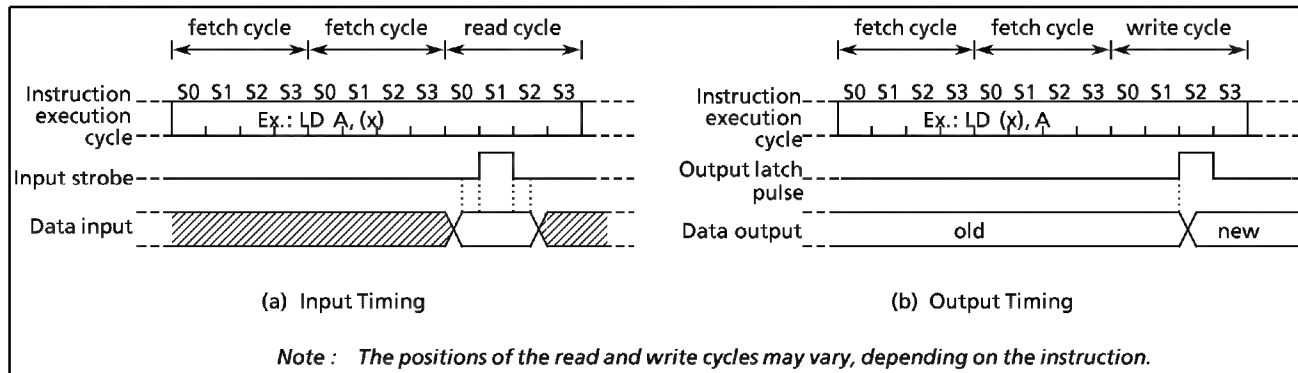 fetch cycle fetch cycle read cycle
S0 S1 S2 S3 S0 S1 S2 S3 S0 S1 S2 S3
Instruction
execution
cycle
Ex.: LD A, (x)
Input strobe
Data input
(a) Input Timing
fetch cycle fetch cycle write cycle
S0 S1 S2 S3 S0 S1 S2 S3 S0 S1 S2 S3
Instruction
execution
cycle
Ex.: LD (x), A
Output latch
pulse
Data output
old new
(b) Output Timing
Note : The positions of the read and write cycles may vary, depending on the instruction.